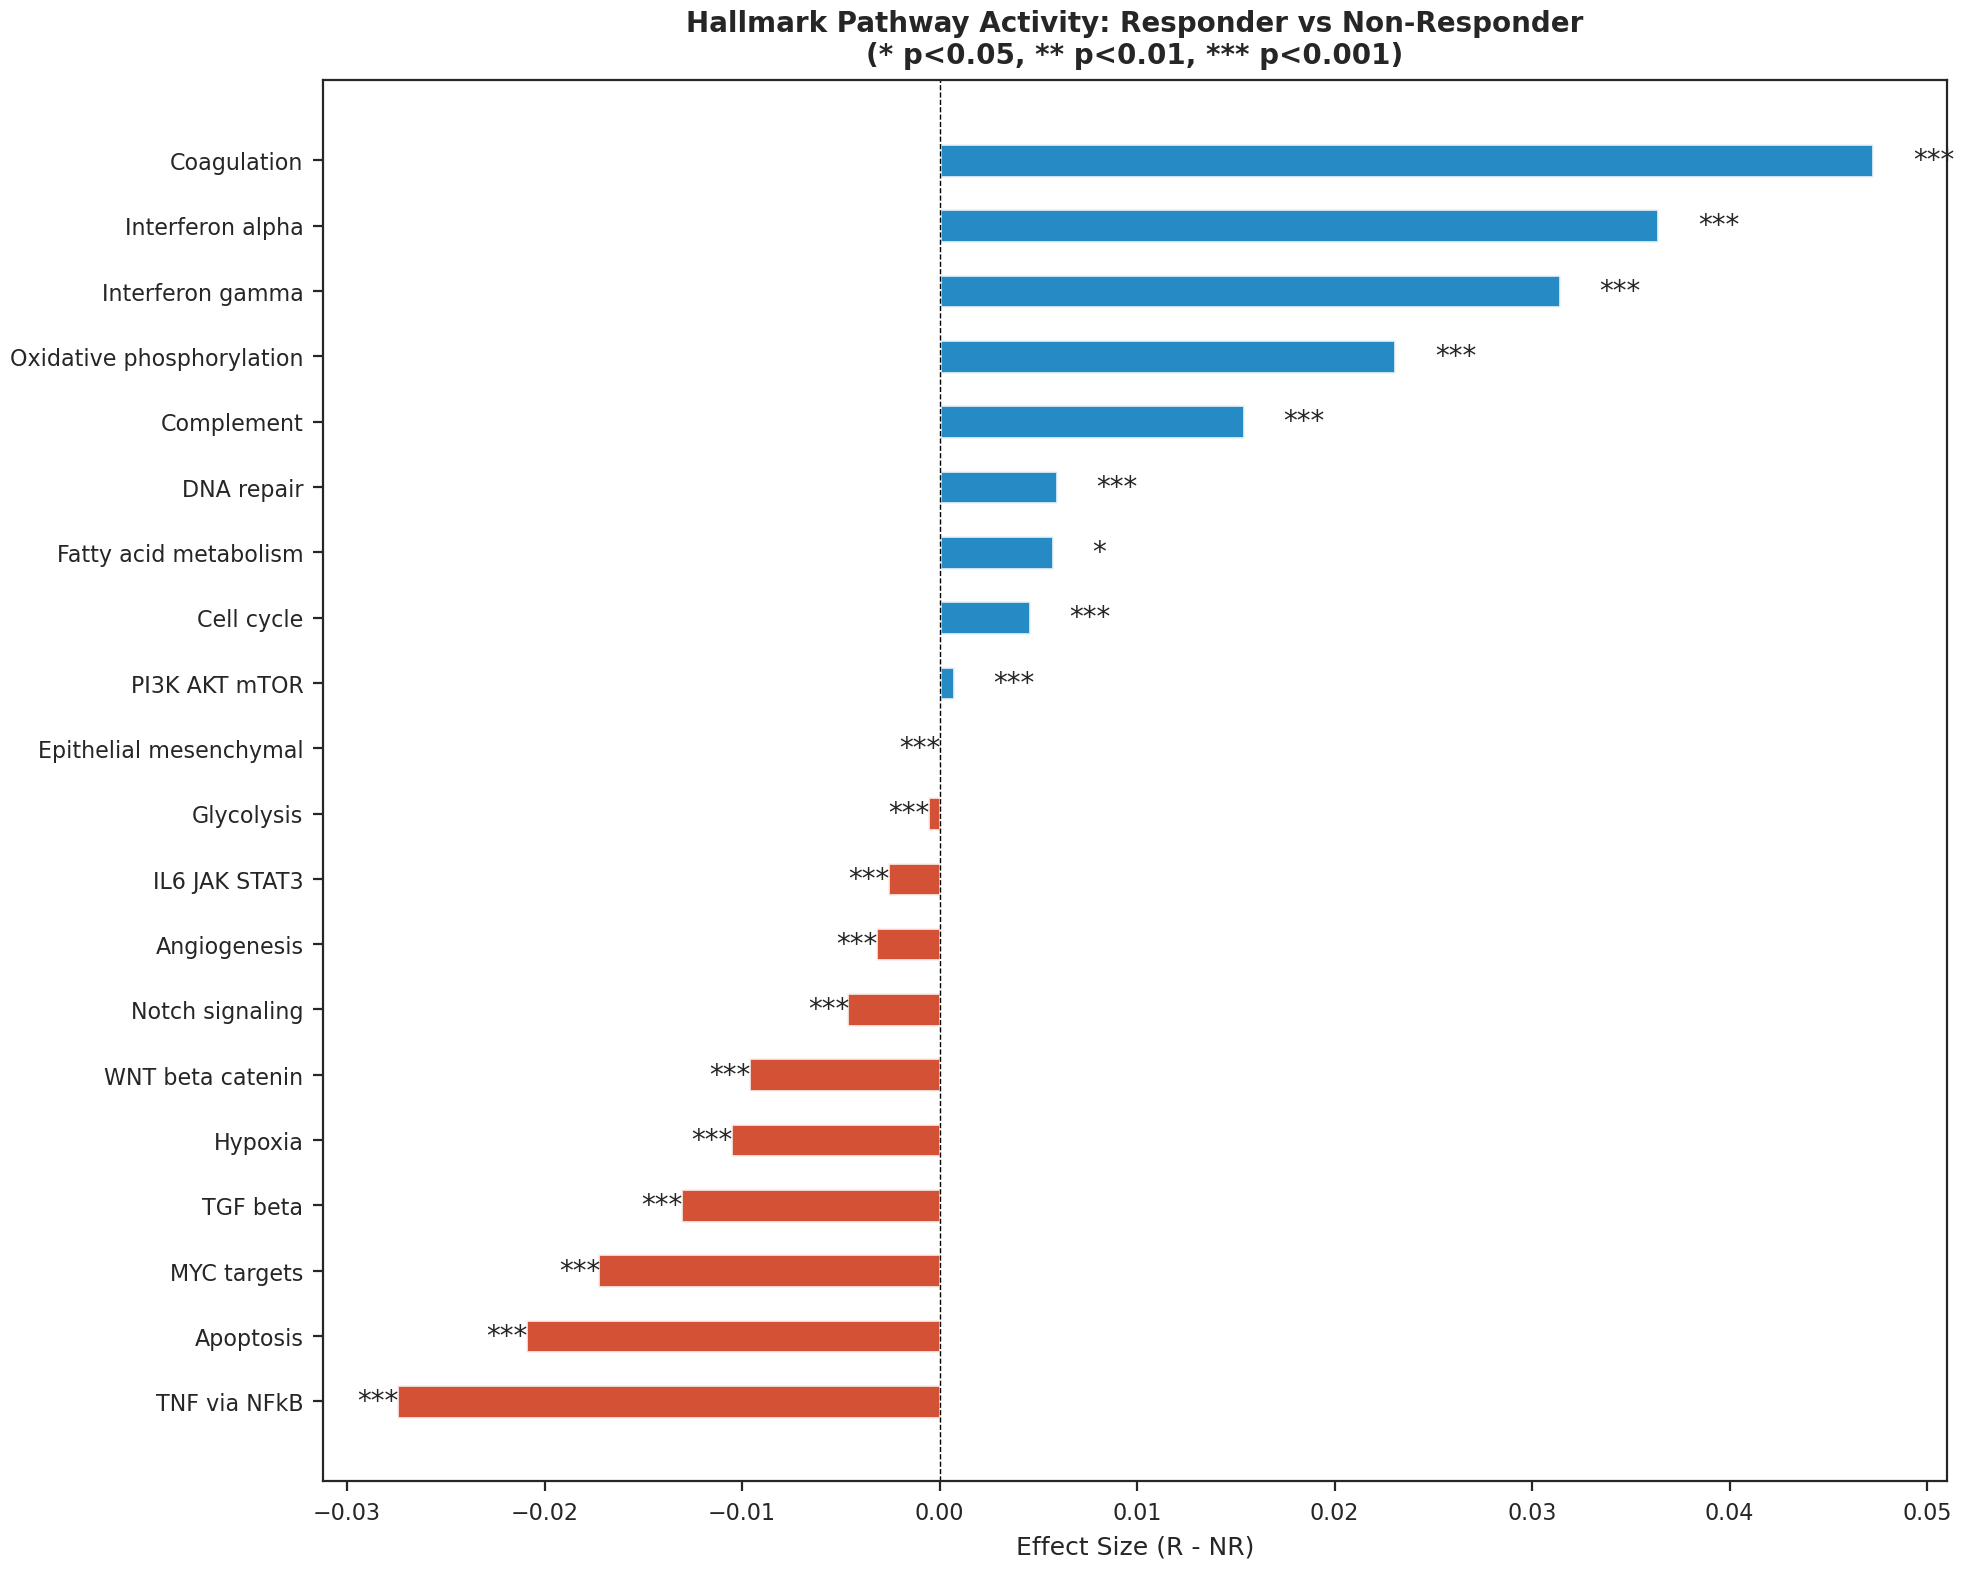 Hallmark Pathway Activity: Responder vs Non-Responder
(* p<0.05, ** p<0.01, *** p<0.001)
Coagulation ***
Interferon alpha ***
Interferon gamma ***
Oxidative phosphorylation ***
Complement ***
DNA repair ***
Fatty acid metabolism *
Cell cycle ***
PI3K AKT mTOR ***
Epithelial mesenchymal ***
Glycolysis ***
IL6 JAK STAT3 ***
Angiogenesis ***
Notch signaling ***
WNT beta catenin ***
Hypoxia ***
TGF beta ***
MYC targets ***
Apoptosis ***
TNF via NFkB ***
−0.03 −0.02 −0.01 0.00 0.01 0.02 0.03 0.04 0.05
Effect Size (R - NR)